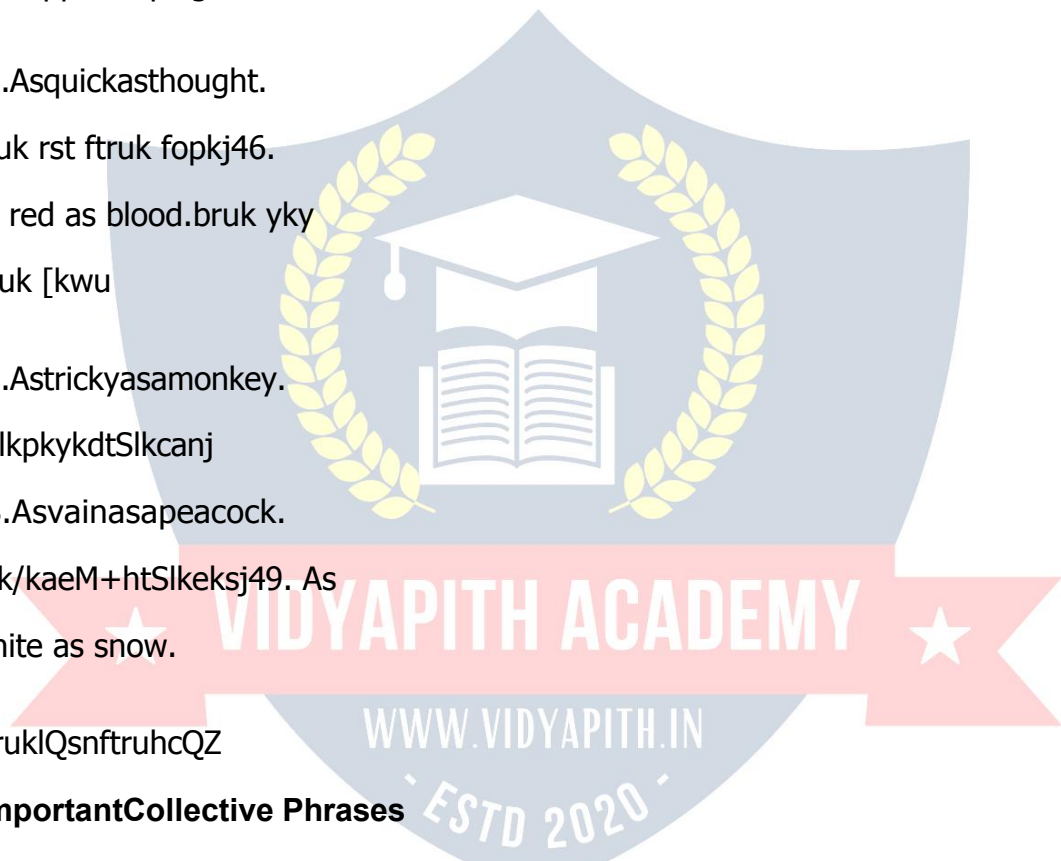 .Asquickasthought.
uk rst ftruk fopkj46.
red as blood.bruk yky
uk [kwu
.Astrickyasamonkey.
lkpkykdtSlkcanj
.Asvainasapeacock.
k/kaeM+htSlkeksj49. As
hite as snow.
ruklQsnftruhcQZ
mportantCollective Phrases
VIDYAPITH ACADEMY
WWW.VIDYAPITH.IN
ESTD 2020